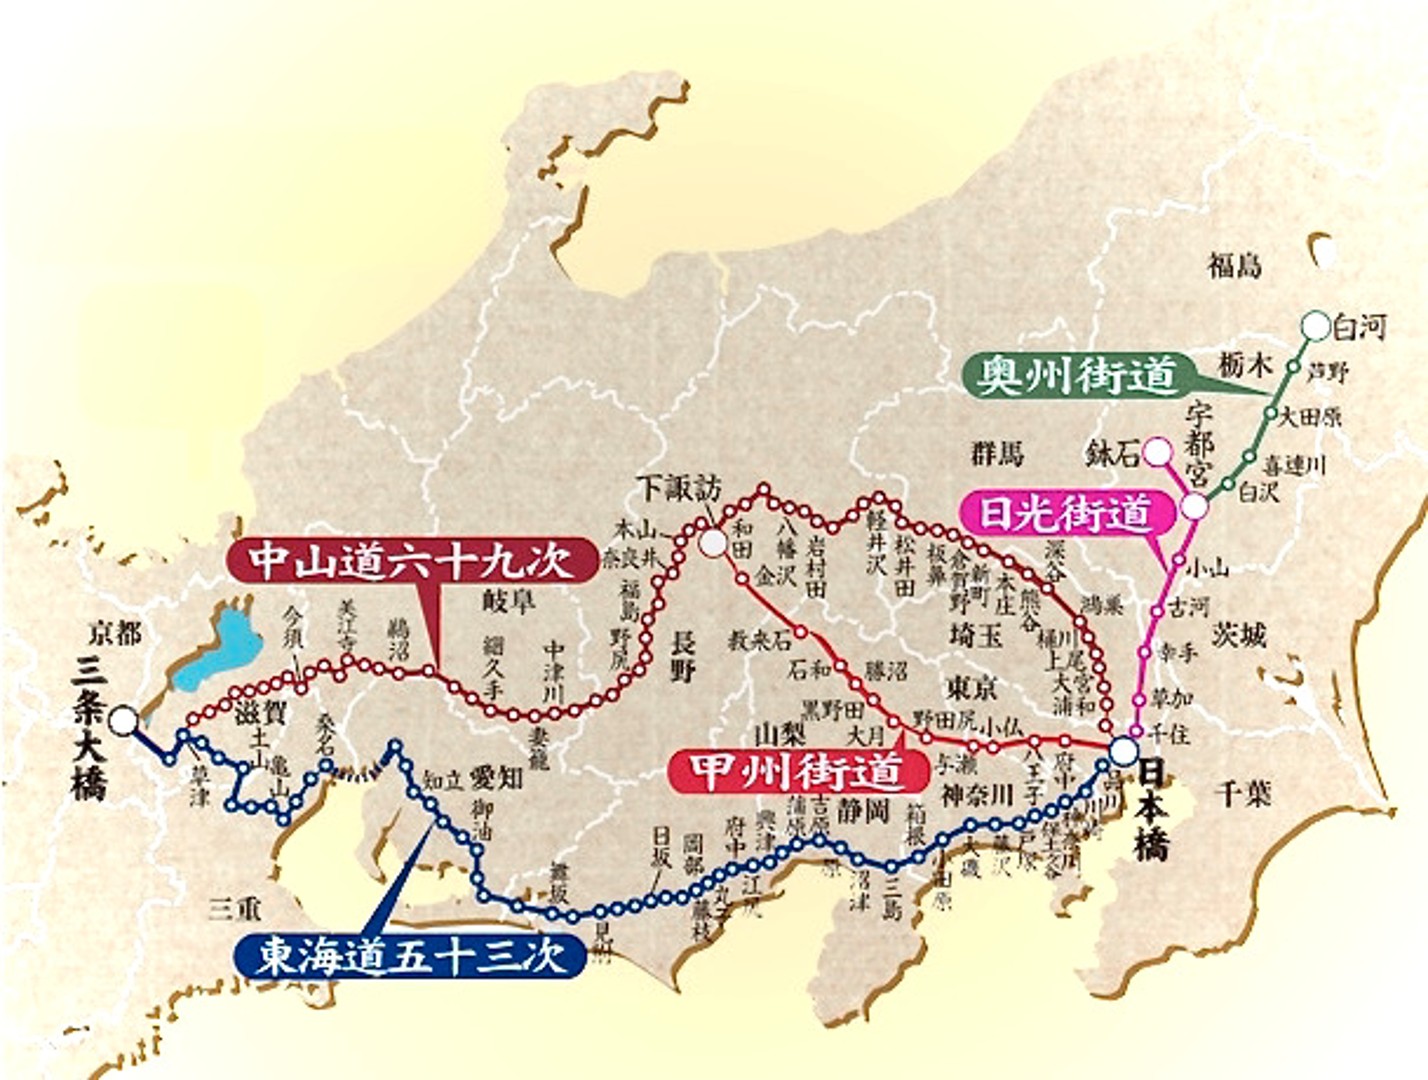 福島
白河
奥州街道
栃木
芦野
大田原
宇都宮
喜連川
白沢
群馬
鉢石
日光街道
小山
古河
茨城
幸手
草加
千住
日本橋
千葉
下諏訪
和田
八幡
岩村田
軽井沢
松井田
板鼻
倉賀野
新町
本庄
深谷
熊谷
鴻巣
桶川
上尾
大宮
浦和
埼玉
東京
本山
奈良井
福島
野尻
長野
中山道六十九次
岐阜
中津川
妻籠
細久手
鵜沼
美江寺
今須
滋賀
京都
三条大橋
金沢
教来石
石和
勝沼
黒野田
大月
野田尻
小仏
与瀬
八王子
府中
山梨
甲州街道
神奈川
品川
川崎
神奈川
保土ヶ谷
戸塚
藤沢
大磯
小田原
箱根
三島
沼津
原
吉原
蒲原
静岡
興津
江尻
府中
丸子
岡部
藤枝
日坂
見附
舞坂
御油
知立
愛知
桑名
亀山
土山
草津
三重
東海道五十三次